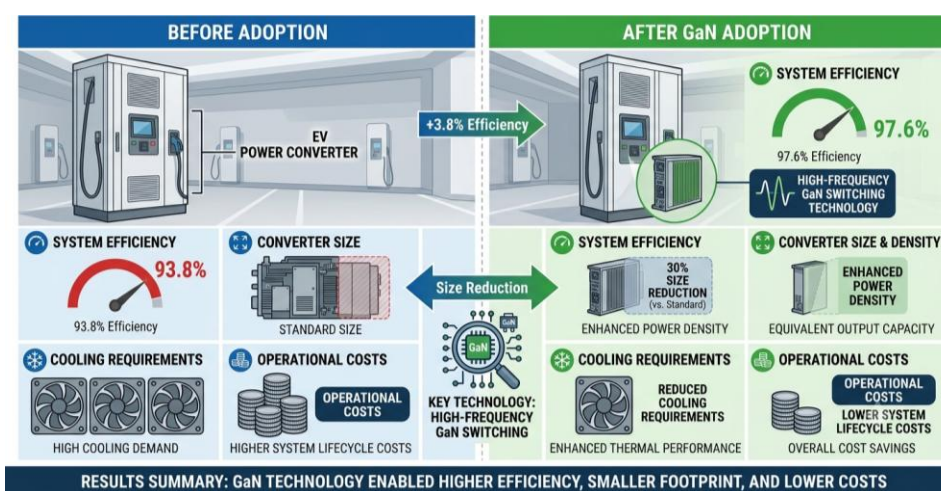 BEFORE ADOPTION
EV
POWER CONVERTER
+3.8% Efficiency
AFTER GaN ADOPTION
SYSTEM EFFICIENCY
97.6%
97.6% Efficiency
HIGH-FREQUENCY
GaN SWITCHING
TECHNOLOGY
SYSTEM EFFICIENCY
93.8%
93.8% Efficiency
CONVERTER SIZE
STANDARD SIZE
Size Reduction
SYSTEM EFFICIENCY
30%
SIZE
REDUCTION
(vs. Standard)
ENHANCED POWER DENSITY
CONVERTER SIZE & DENSITY
ENHANCED
POWER
DENSITY
EQUIVALENT OUTPUT CAPACITY
COOLING REQUIREMENTS
HIGH COOLING DEMAND
OPERATIONAL COSTS
OPERATIONAL
COSTS
HIGHER SYSTEM LIFECYCLE COSTS
GaN
GaN
KEY TECHNOLOGY:
HIGH-FREQUENCY
GaN SWITCHING
COOLING REQUIREMENTS
REDUCED
COOLING
REQUIREMENTS
ENHANCED THERMAL PERFORMANCE
OPERATIONAL COSTS
OPERATIONAL
COSTS
LOWER SYSTEM
LIFECYCLE COSTS
OVERALL COST SAVINGS
RESULTS SUMMARY: GaN TECHNOLOGY ENABLED HIGHER EFFICIENCY, SMALLER FOOTPRINT, AND LOWER COSTS